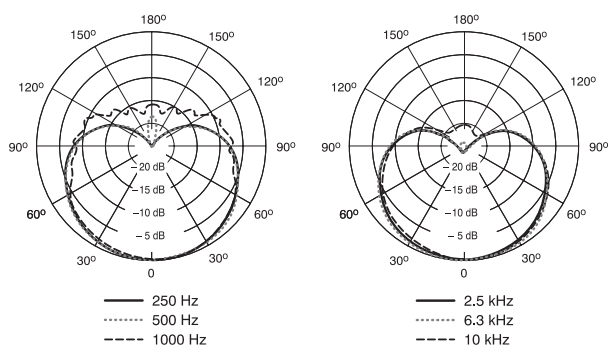 180° 180°
150° 150° 150° 150°
120° 120° 120° 120°
90° 90° 90° 90°
–20 dB –20 dB
–15 dB –15 dB
60° 60° 60° 60°
–10 dB –10 dB
–5 dB –5 dB
30° 30° 30° 30°
0 0
250 Hz 2.5 kHz
500 Hz 6.3 kHz
1000 Hz 10 kHz